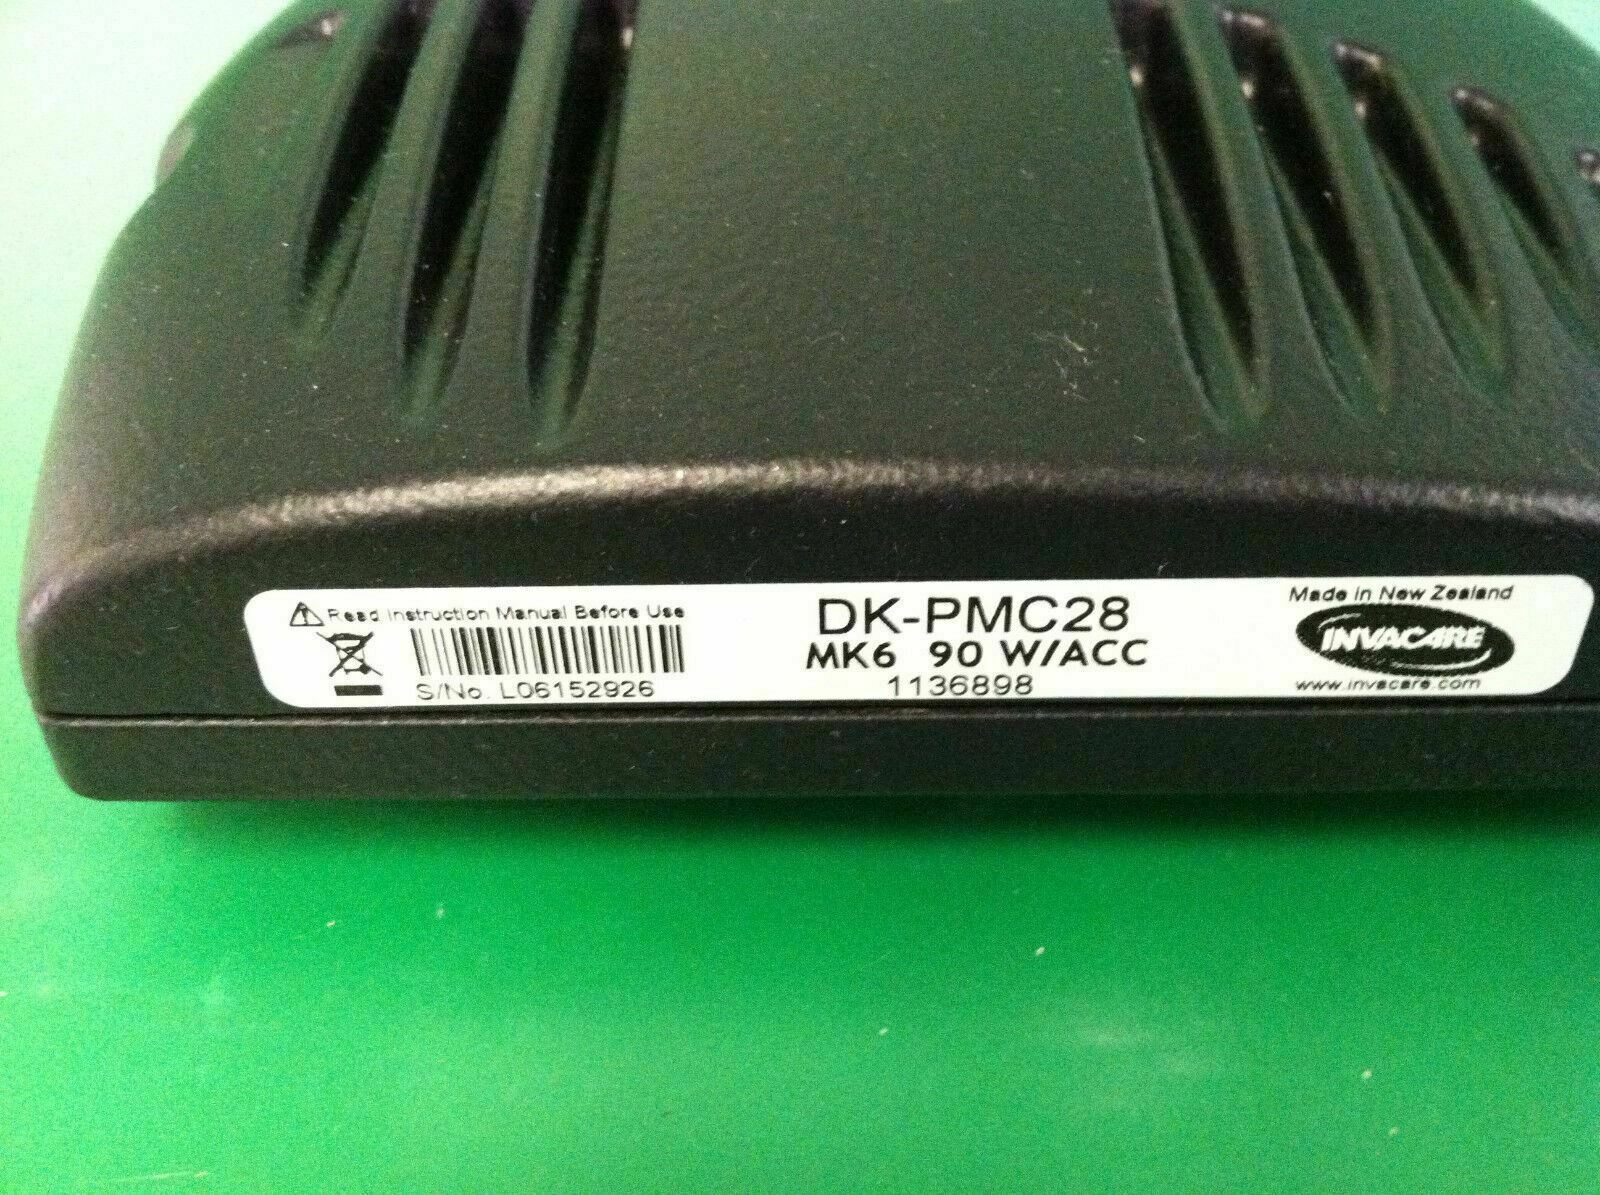 Read Instruction Manual Before Use
S/No. L06152926
DK-PMC28
MK6 90 W/ACC
1136898
Made in New Zealand
INVACARE
www.invacare.com